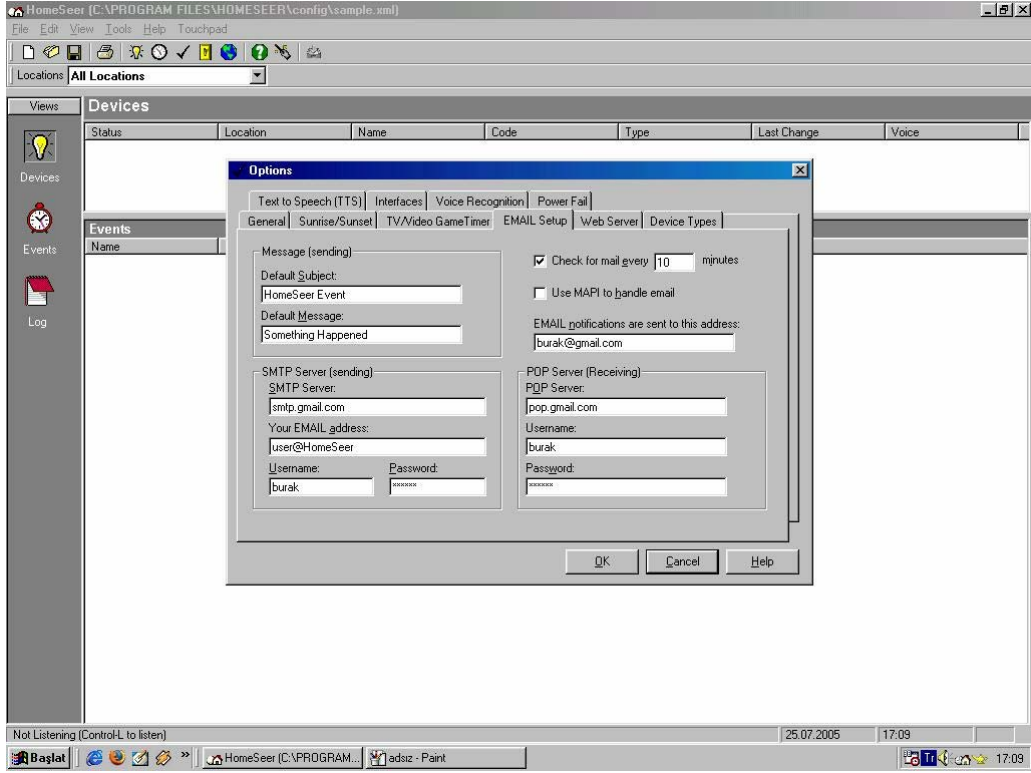 HomeSeer (C:\PROGRAM FILES\HOMESEER\config\sample.xml)
File Edit View Tools Help Touchpad
Locations All Locations
Views
Devices
Status Location Name Code Type Last Change Voice
Devices
Events
Log
Events
Name
Options
Text to Speech (TTS) Interfaces Voice Recognition Power Fail
General Sunrise/Sunset TV/Video GameTimer EMAIL Setup Web Server Device Types
Message (sending)
Default Subject:
HomeSeer Event
Default Message:
Something Happened
Check for mail every 10 minutes
Use MAPI to handle email
EMAIL notifications are sent to this address:
burak@gmail.com
SMTP Server (sending)
SMTP Server:
smtp.gmail.com
Your EMAIL address:
user@HomeSeer
Username: Password:
burak ××××××
POP Server (Receiving)
POP Server:
pop.gmail.com
Username:
burak
Password:
××××××
OK Cancel Help
Not Listening (Control-L to listen) 25.07.2005 17:09
Başlat » HomeSeer (C:\PROGRAM... adsız - Paint Tr 17:09